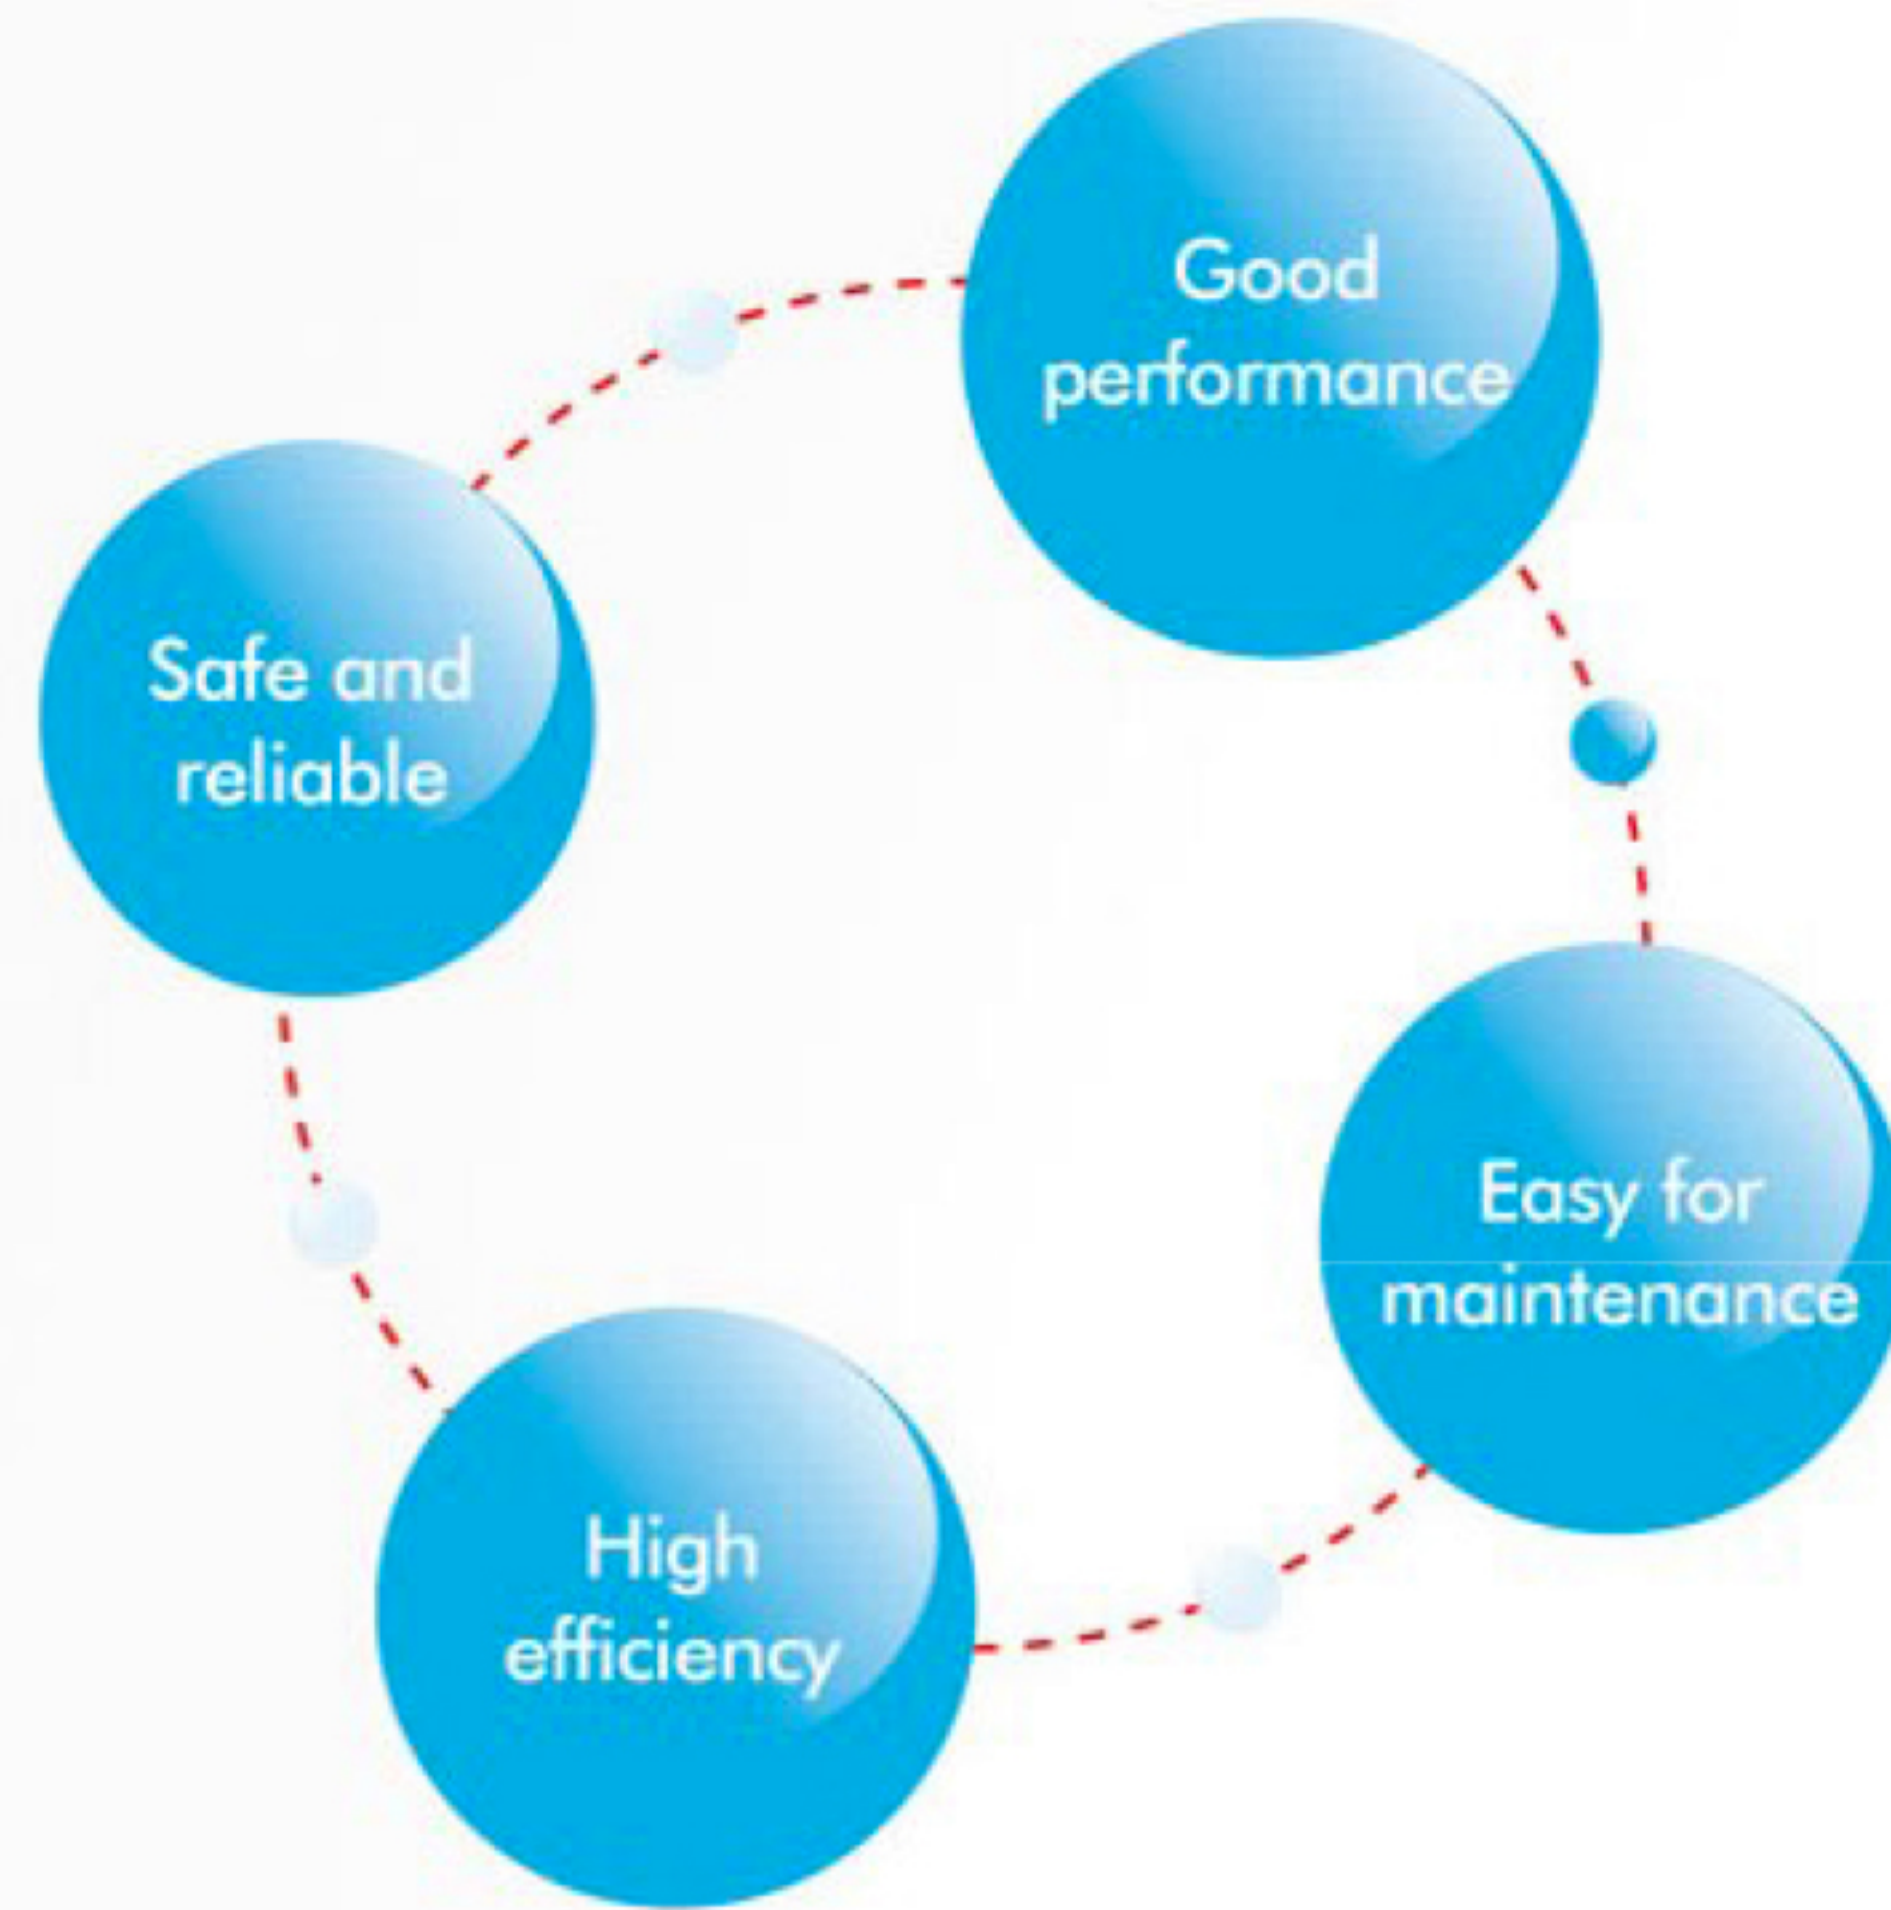 Good
performance
Safe and
reliable
Easy for
maintenance
High
efficiency